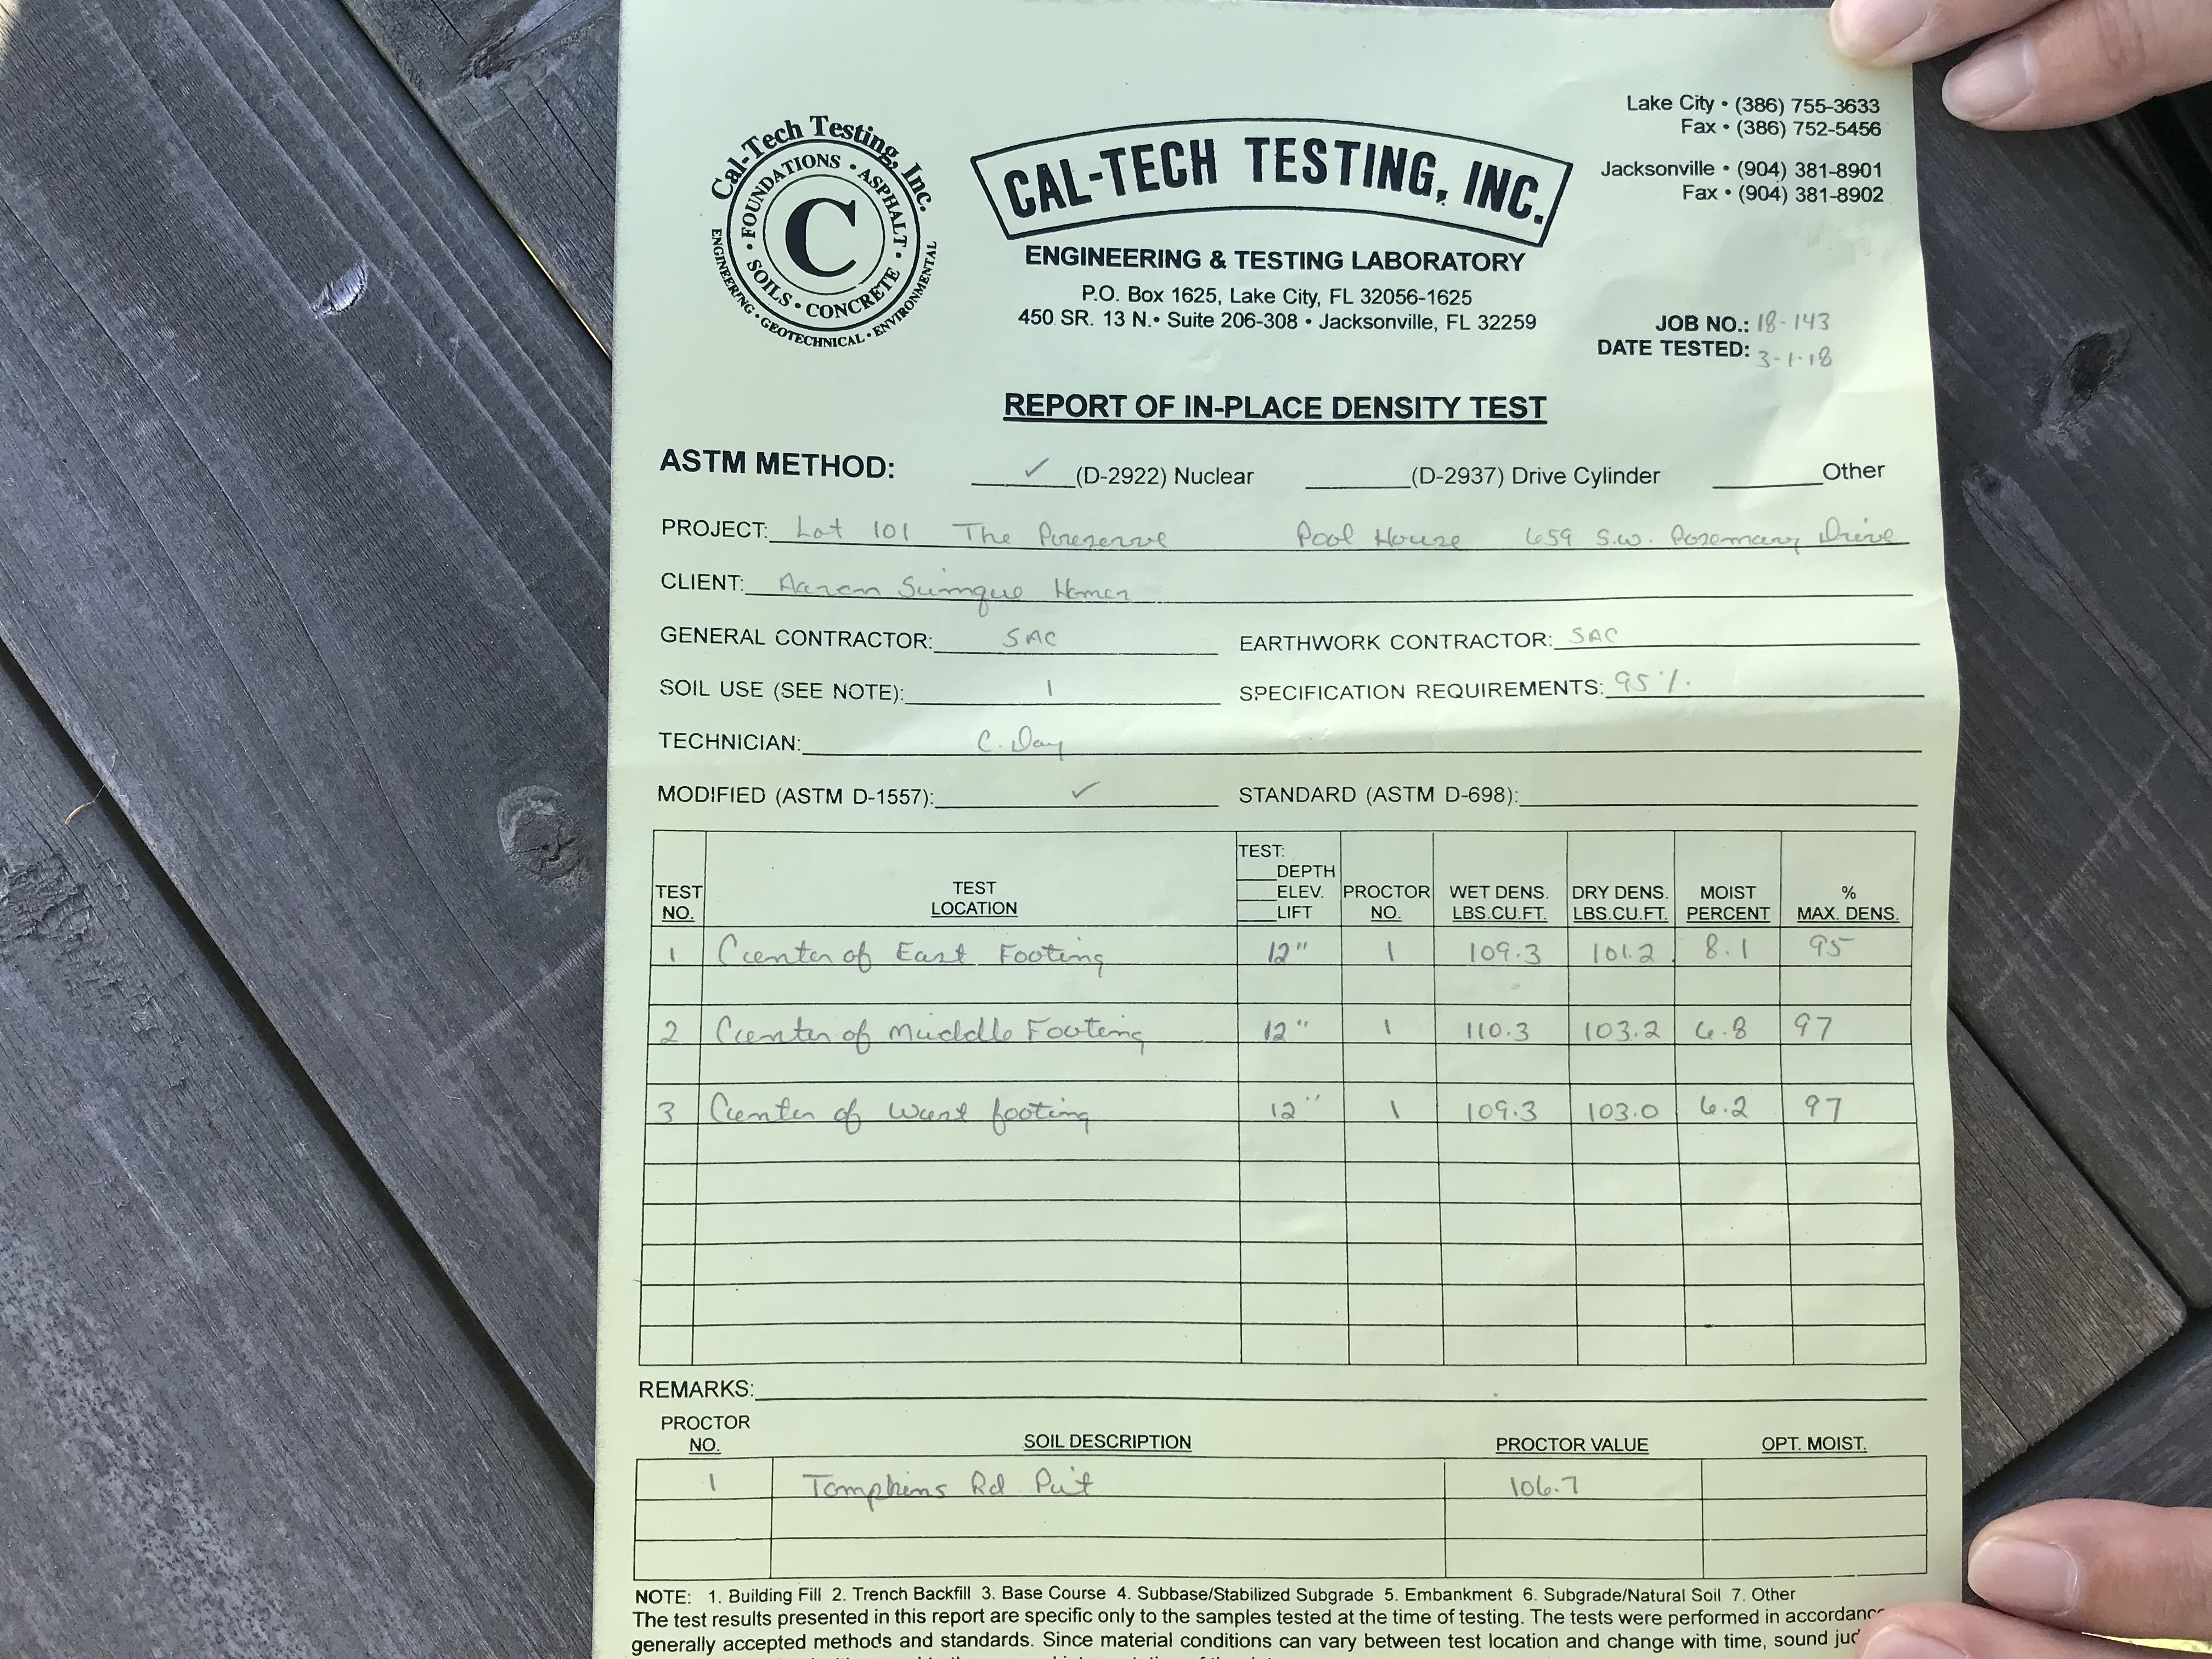 Cal-Tech Testing, Inc.
FOUNDATIONS • ASPHALT • CONCRETE • SOILS •
ENGINEERING • GEOTECHNICAL • ENVIRONMENTAL
C
CAL-TECH TESTING, INC.
ENGINEERING & TESTING LABORATORY
P.O. Box 1625, Lake City, FL 32056-1625
450 SR. 13 N. • Suite 206-308 • Jacksonville, FL 32259
Lake City • (386) 755-3633
Fax • (386) 752-5456
Jacksonville • (904) 381-8901
Fax • (904) 381-8902
JOB NO.: 18-143
DATE TESTED: 3-1-18
REPORT OF IN-PLACE DENSITY TEST
ASTM METHOD: ✓ (D-2922) Nuclear (D-2937) Drive Cylinder Other
PROJECT: Lot 101 The Preserve Pool House 659 S.W. Rosemary Drive
CLIENT: Aaron Simque Homes
GENERAL CONTRACTOR: SAC EARTHWORK CONTRACTOR: SAC
SOIL USE (SEE NOTE): 1 SPECIFICATION REQUIREMENTS: 95%
TECHNICIAN: C. Day
MODIFIED (ASTM D-1557): ✓ STANDARD (ASTM D-698):
TEST NO. TEST LOCATION TEST: DEPTH ELEV. LIFT PROCTOR NO. WET DENS. LBS.CU.FT. DRY DENS. LBS.CU.FT. MOIST PERCENT % MAX. DENS.
1 Center of East Footing 12" 1 109.3 101.2 8.1 95
2 Center of Middle Footing 12" 1 110.3 103.2 6.8 97
3 Center of West footing 12" 1 109.3 103.0 6.2 97
REMARKS:
PROCTOR NO. SOIL DESCRIPTION PROCTOR VALUE OPT. MOIST.
1 Tompkins Rd Pit 106.7
NOTE: 1. Building Fill 2. Trench Backfill 3. Base Course 4. Subbase/Stabilized Subgrade 5. Embankment 6. Subgrade/Natural Soil 7. Other
The test results presented in this report are specific only to the samples tested at the time of testing. The tests were performed in accordance
generally accepted methods and standards. Since material conditions can vary between test location and change with time, sound